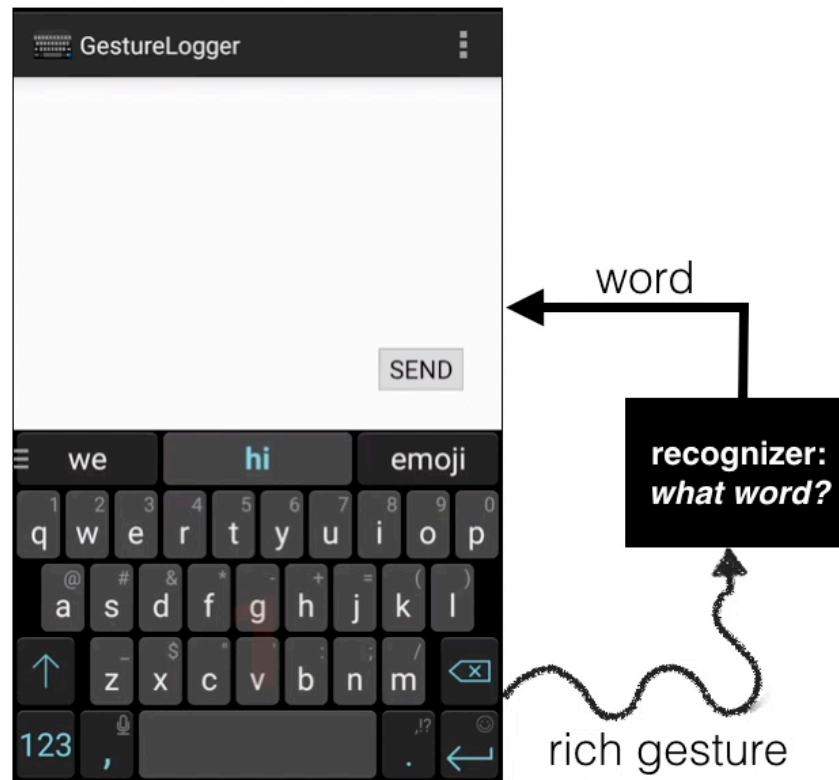 GestureLogger
word
SEND
recognizer:
what word?
we hi emoji
1 2 3 4 5 6 7 8 9 0
q w e r t y u i o p
@ # & * - + = ( )
a s d f g h j k l
_ $ " ' : ; /
z x c v b n m
123 , . ,!?
rich gesture